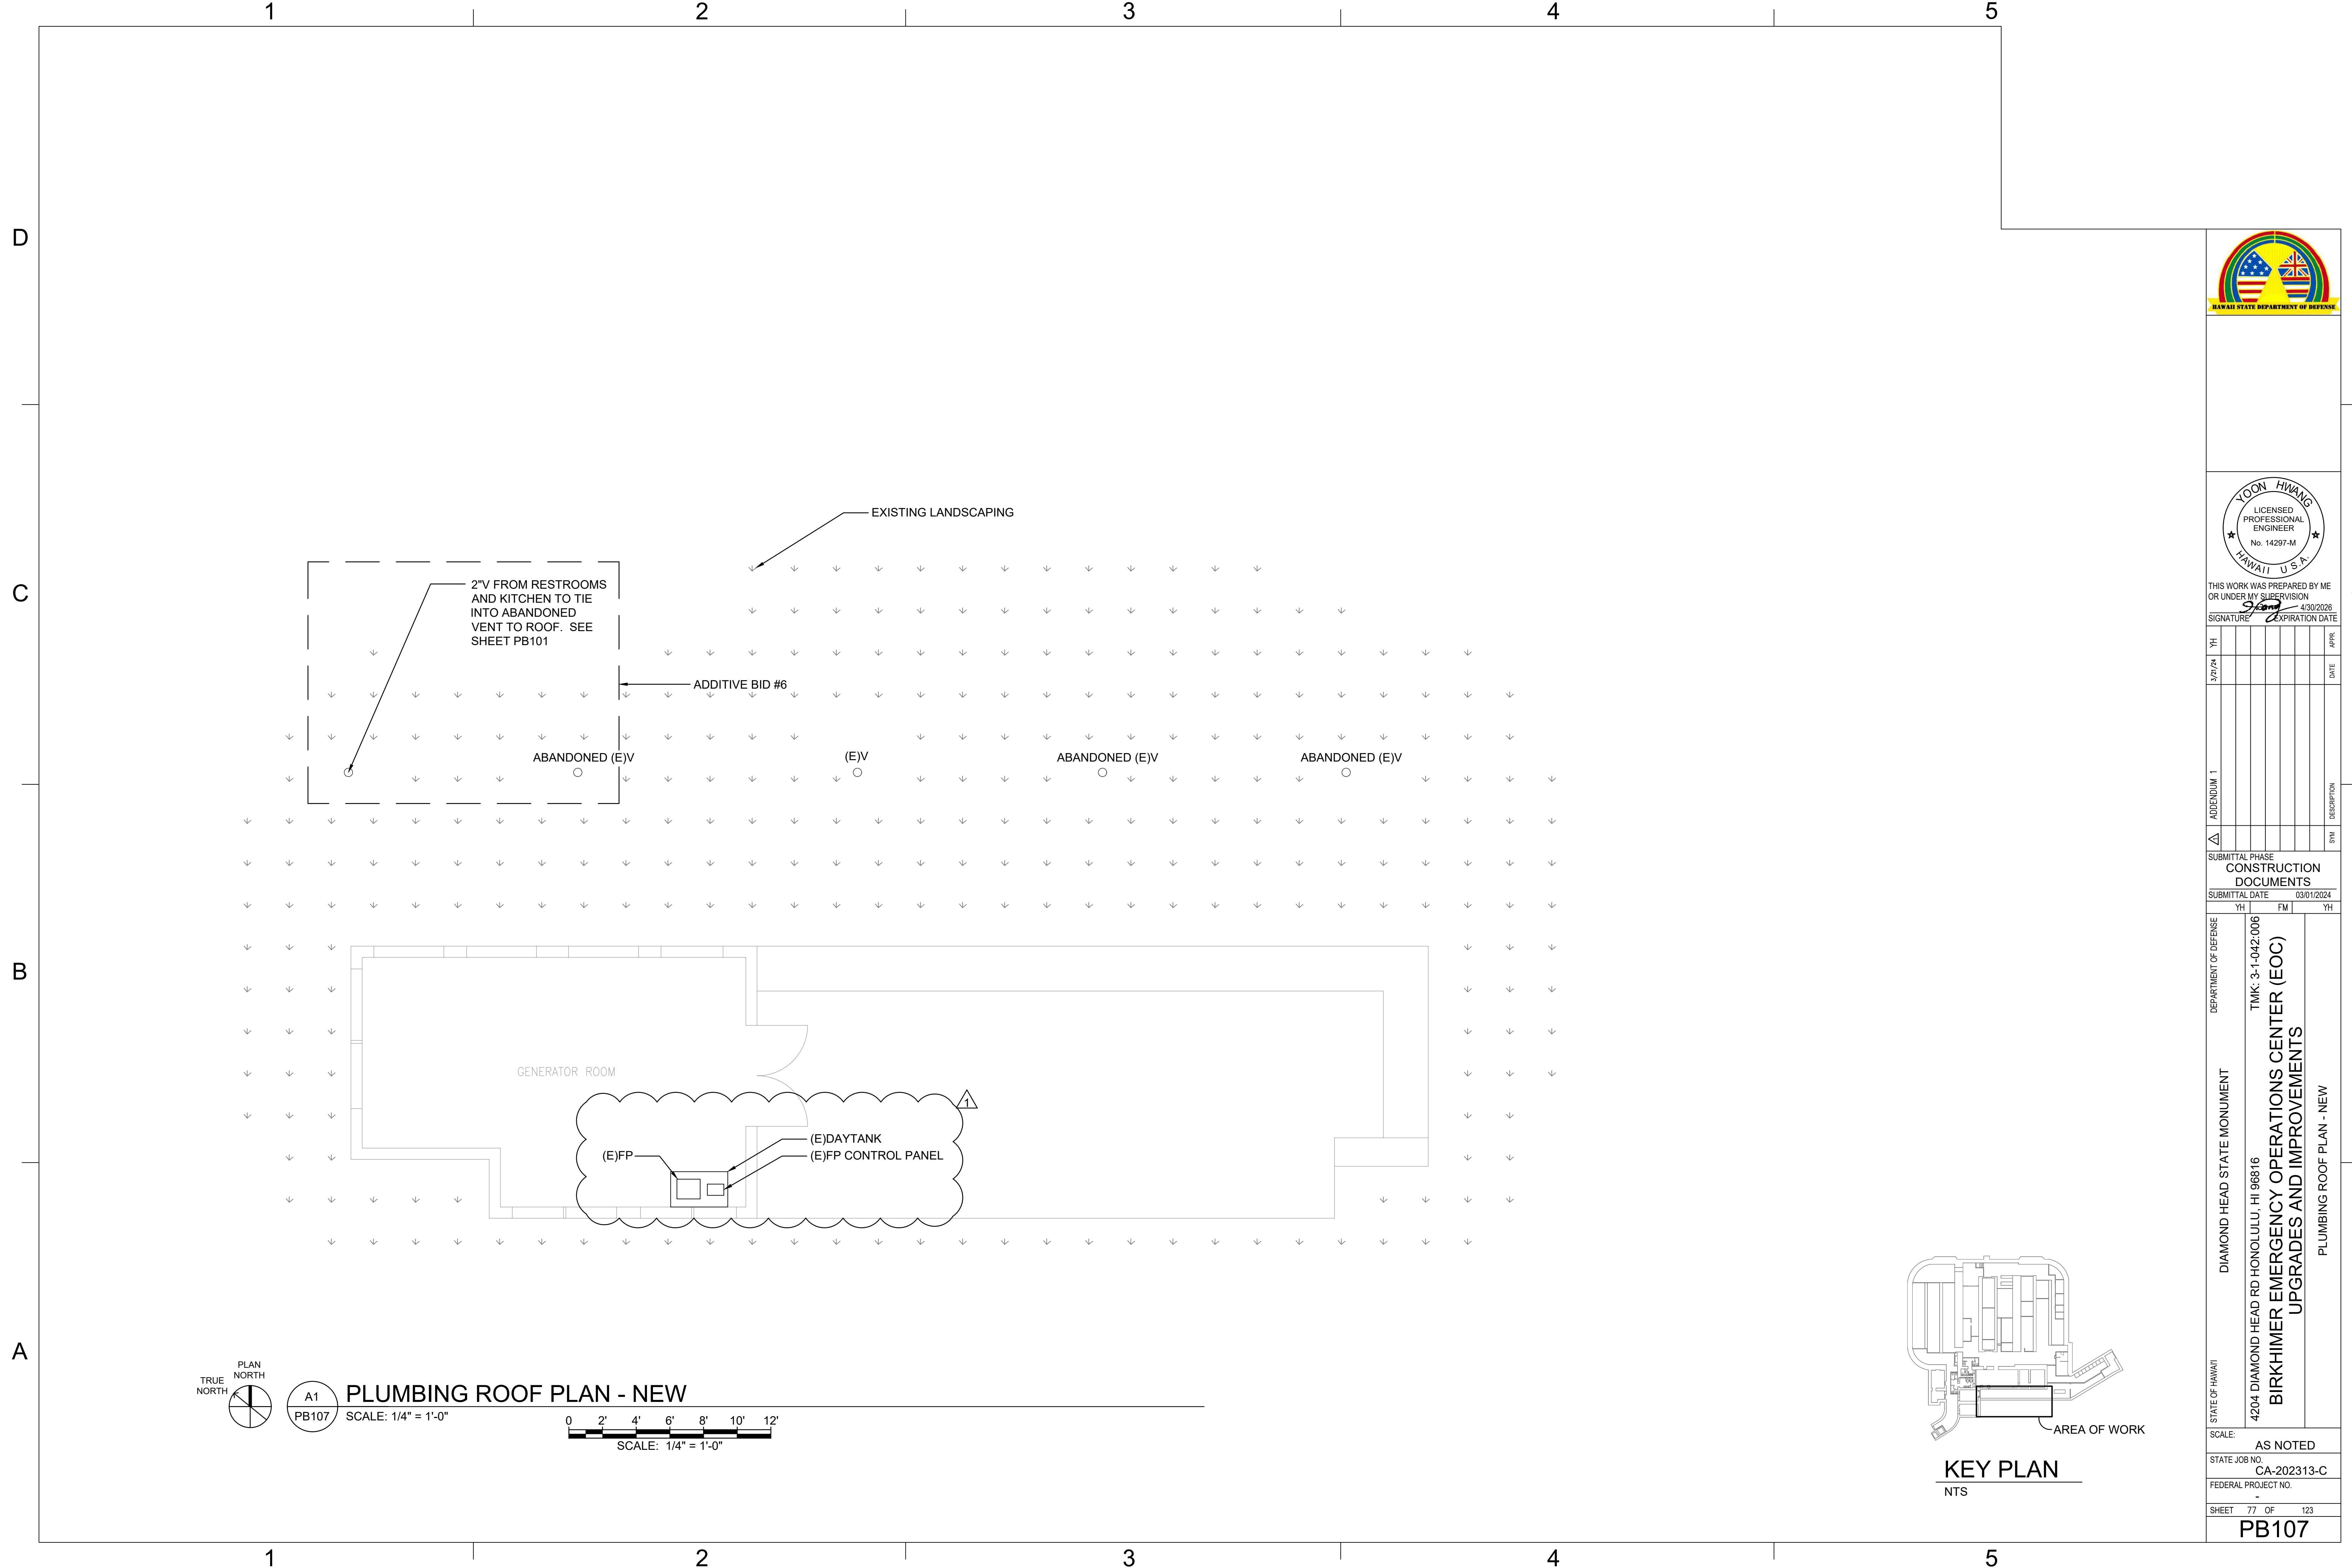 1
2
3
4
5
D
C
B
A
EXISTING LANDSCAPING
2"V FROM RESTROOMS
AND KITCHEN TO TIE
INTO ABANDONED
VENT TO ROOF. SEE
SHEET PB101
ADDITIVE BID #6
ABANDONED (E)V
(E)V
ABANDONED (E)V
ABANDONED (E)V
GENERATOR ROOM
1
(E)DAYTANK
(E)FP CONTROL PANEL
(E)FP
PLAN
NORTH
TRUE
NORTH
A1
PB107
PLUMBING ROOF PLAN - NEW
SCALE: 1/4" = 1'-0"
0 2' 4' 6' 8' 10' 12'
SCALE: 1/4" = 1'-0"
AREA OF WORK
KEY PLAN
NTS
1
2
3
4
5
HAWAII STATE DEPARTMENT OF DEFENSE
YOON HWANG
LICENSED
PROFESSIONAL
ENGINEER
No. 14297-M
HAWAII U.S.A.
THIS WORK WAS PREPARED BY ME
OR UNDER MY SUPERVISION
4/30/2026
SIGNATURE EXPIRATION DATE
YH
APPR.
3/21/24
DATE
ADDENDUM 1
DESCRIPTION
1
SYM
SUBMITTAL PHASE
CONSTRUCTION
DOCUMENTS
SUBMITTAL DATE 03/01/2024
YH FM YH
STATE OF HAWAI'I
DIAMOND HEAD STATE MONUMENT
DEPARTMENT OF DEFENSE
4204 DIAMOND HEAD RD HONOLULU, HI 96816
TMK: 3-1-042:006
BIRKHIMER EMERGENCY OPERATIONS CENTER (EOC)
UPGRADES AND IMPROVEMENTS
PLUMBING ROOF PLAN - NEW
SCALE:
AS NOTED
STATE JOB NO.
CA-202313-C
FEDERAL PROJECT NO.
-
SHEET 77 OF 123
PB107